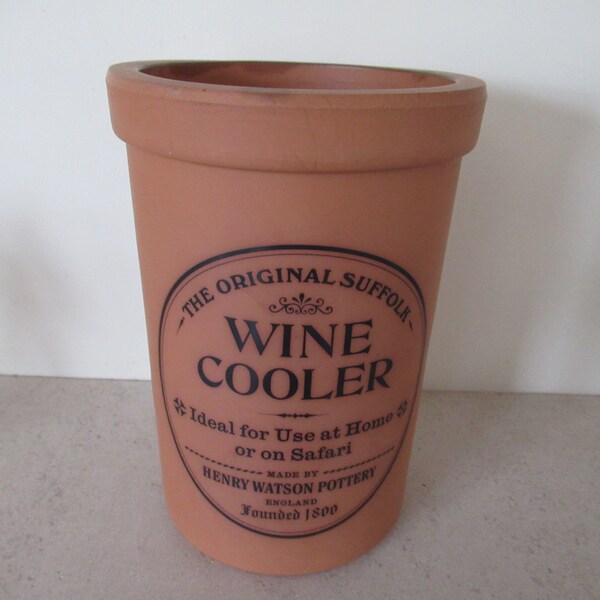 THE ORIGINAL SUFFOLK
WINE
COOLER
Ideal for Use at Home
or on Safari
MADE BY
HENRY WATSON POTTERY
ENGLAND
Founded 1800